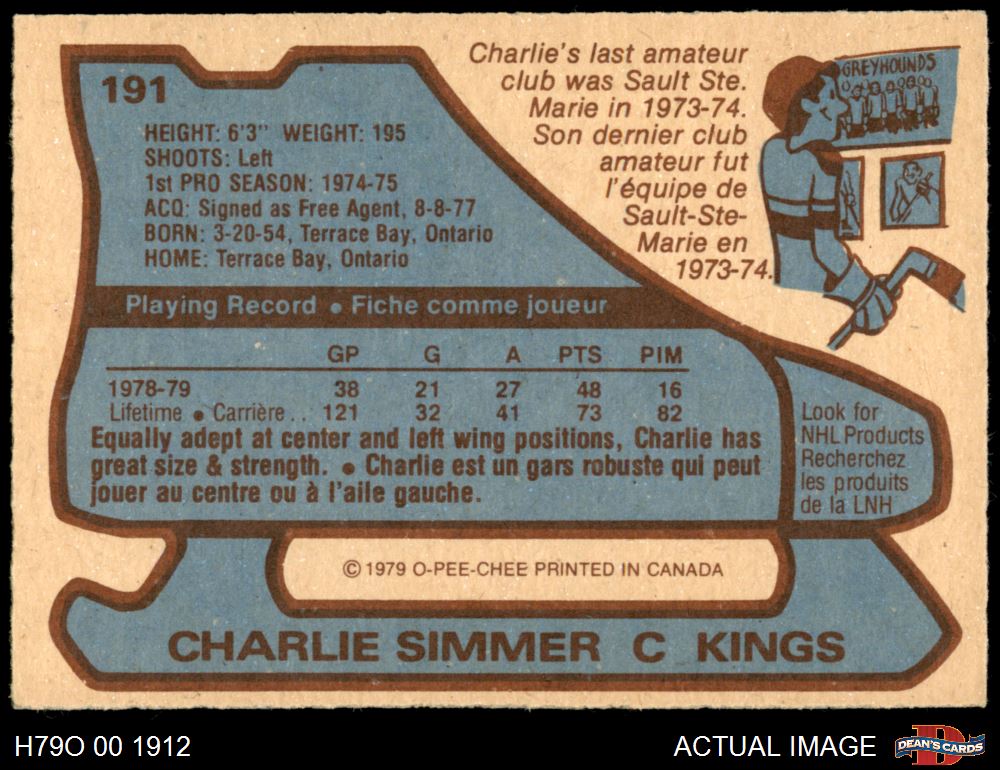 191
HEIGHT: 6'3" WEIGHT: 195
SHOOTS: Left
1st PRO SEASON: 1974-75
ACQ: Signed as Free Agent, 8-8-77
BORN: 3-20-54, Terrace Bay, Ontario
HOME: Terrace Bay, Ontario
Charlie's last amateur
club was Sault Ste.
Marie in 1973-74.
Son dernier club
amateur fut
l'équipe de
Sault-Ste-
Marie en
1973-74.
GREYHOUNDS
Playing Record • Fiche comme joueur
GP G A PTS PIM
1978-79 38 21 27 48 16
Lifetime • Carrière .. 121 32 41 73 82
Equally adept at center and left wing positions, Charlie has
great size & strength. • Charlie est un gars robuste qui peut
jouer au centre ou à l'aile gauche.
Look for
NHL Products
Recherchez
les produits
de la LNH
© 1979 O-PEE-CHEE PRINTED IN CANADA
CHARLIE SIMMER C KINGS
H79O 00 1912
ACTUAL IMAGE
D
DEAN'S CARDS